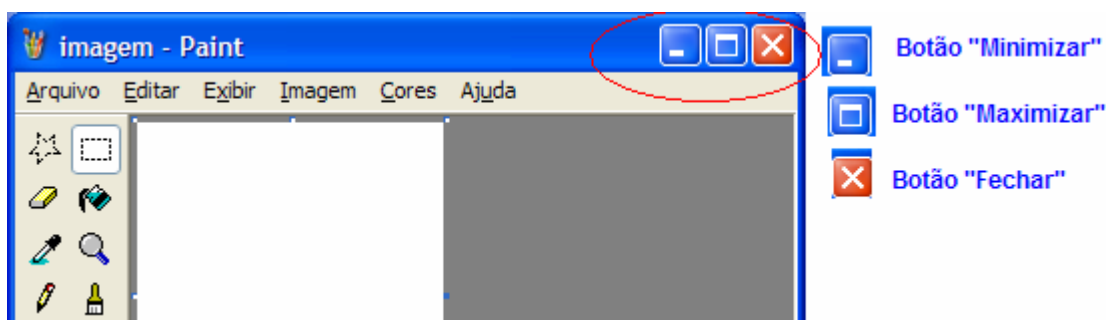 imagem - Paint
Arquivo Editar Exibir Imagem Cores Ajuda
Botão "Minimizar"
Botão "Maximizar"
Botão "Fechar"